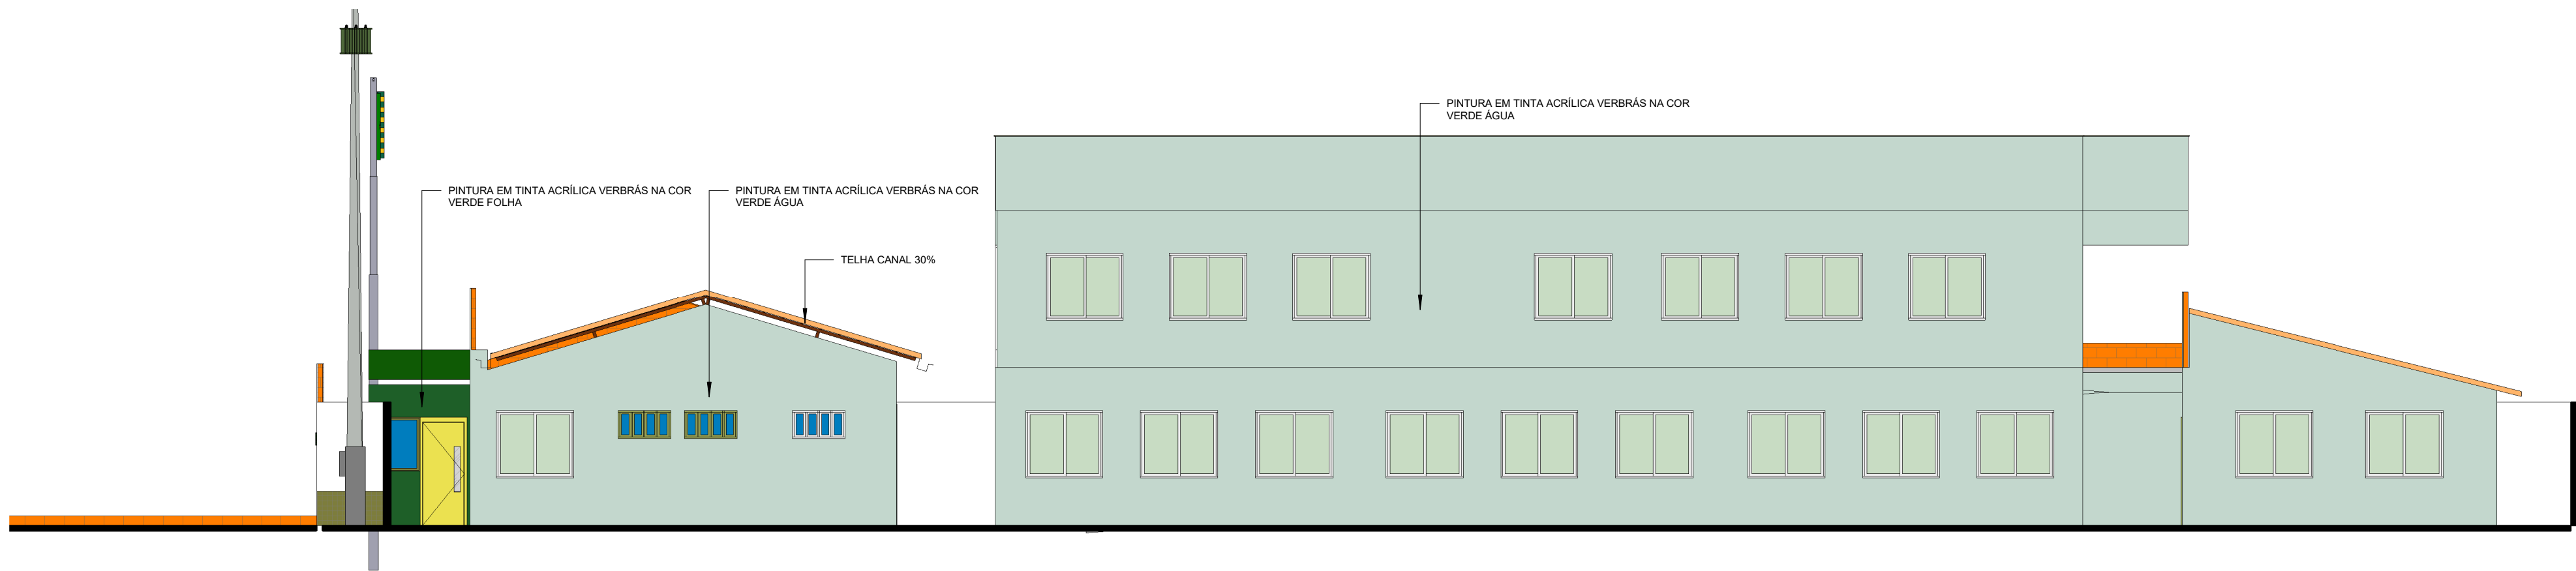 PINTURA EM TINTA ACRÍLICA VERBRÁS NA COR
VERDE ÁGUA
PINTURA EM TINTA ACRÍLICA VERBRÁS NA COR
VERDE FOLHA
PINTURA EM TINTA ACRÍLICA VERBRÁS NA COR
VERDE ÁGUA
TELHA CANAL 30%